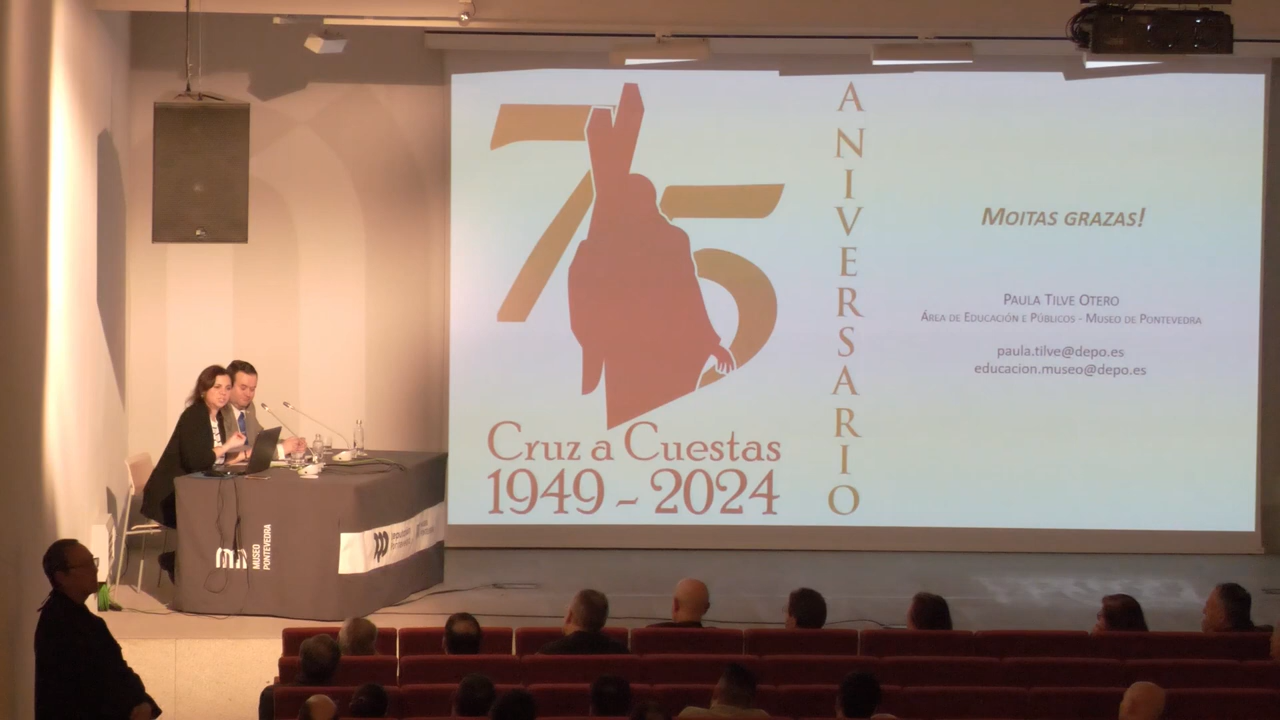 75
ANIVERSARIO
Cruz a Cuestas
1949 - 2024
MOITAS GRAZAS!
PAULA TILVE OTERO
ÁREA DE EDUCACIÓN E PÚBLICOS - MUSEO DE PONTEVEDRA
paula.tilve@depo.es
educacion.museo@depo.es
MUSEO
PONTEVEDRA